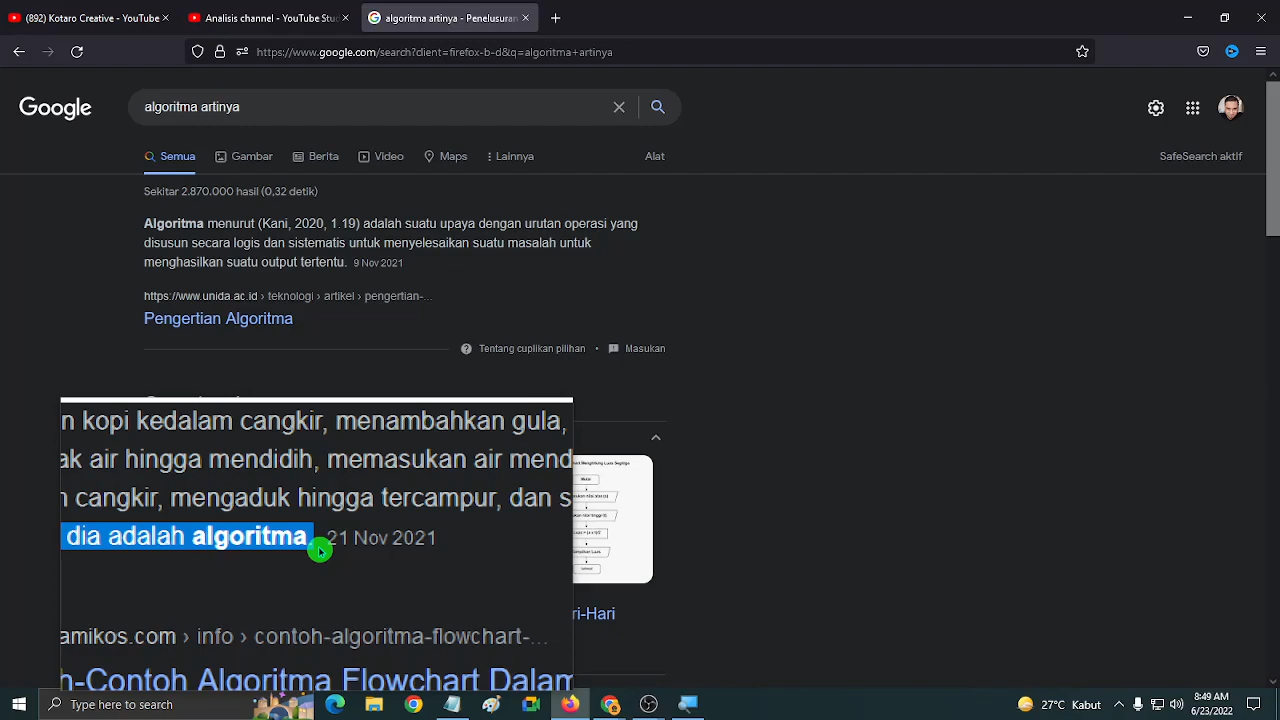 (892) Kotaro Creative - YouTube
Analisis channel - YouTube Stud
algoritma artinya - Penelusuran
https://www.google.com/search?client=firefox-b-d&q=algoritma+artinya
Google
algoritma artinya
Semua
Gambar
Berita
Video
Maps
Lainnya
Alat
SafeSearch aktif
Sekitar 2.870.000 hasil (0,32 detik)
Algoritma menurut (Kani, 2020, 1.19) adalah suatu upaya dengan urutan operasi yang
disusun secara logis dan sistematis untuk menyelesaikan suatu masalah untuk
menghasilkan suatu output tertentu. 9 Nov 2021
https://www.unida.ac.id › teknologi › artikel › pengertian-...
Pengertian Algoritma
Tentang cuplikan pilihan • Masukan
n kopi kedalam cangkir, menambahkan gula,
ak air hingga mendidih, memasukan air mend
n cangkir, mengaduk hingga tercampur, dan s
dia adalah algoritma. 21 Nov 2021
Mulai
ri-Hari
amikos.com › info › contoh-algoritma-flowchart-...
n-Contoh Algoritma Flowchart Dalam
Type here to search
27°C Kabut
8:49 AM
6/23/2022